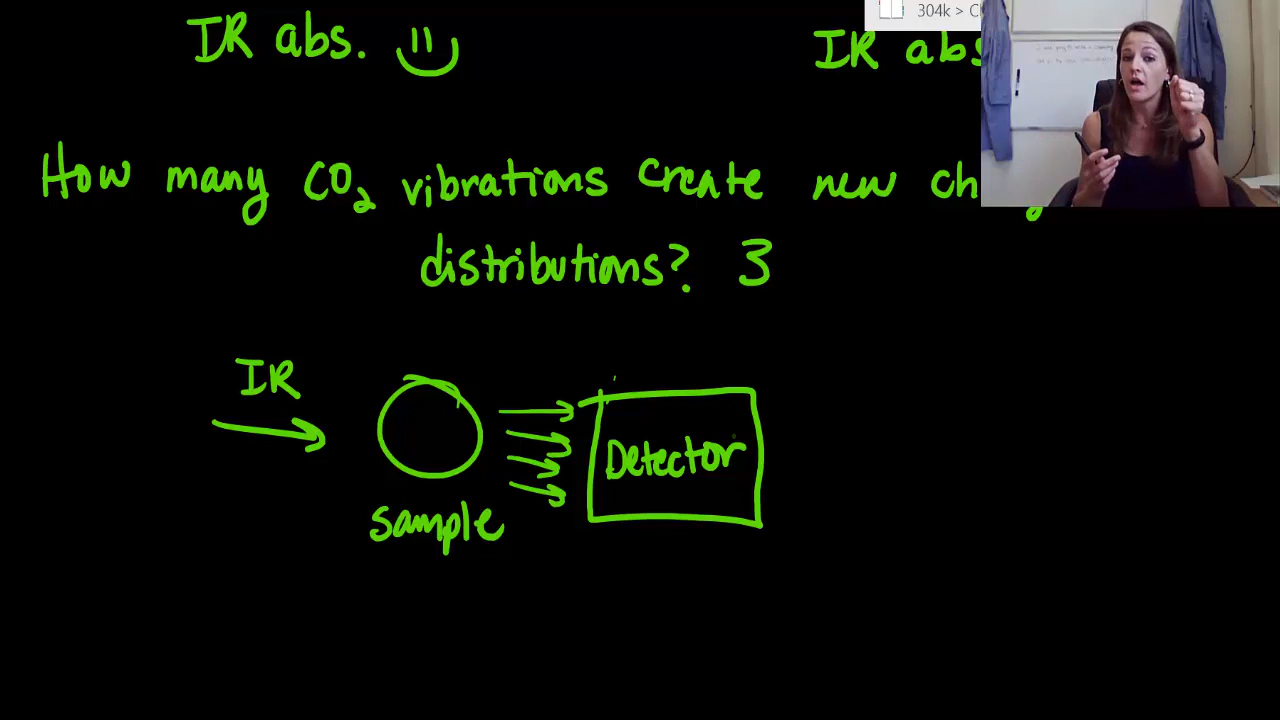 IR abs.
304k > C
IR abs
How many CO₂ vibrations create new ch
distributions? 3
IR
Detector
sample